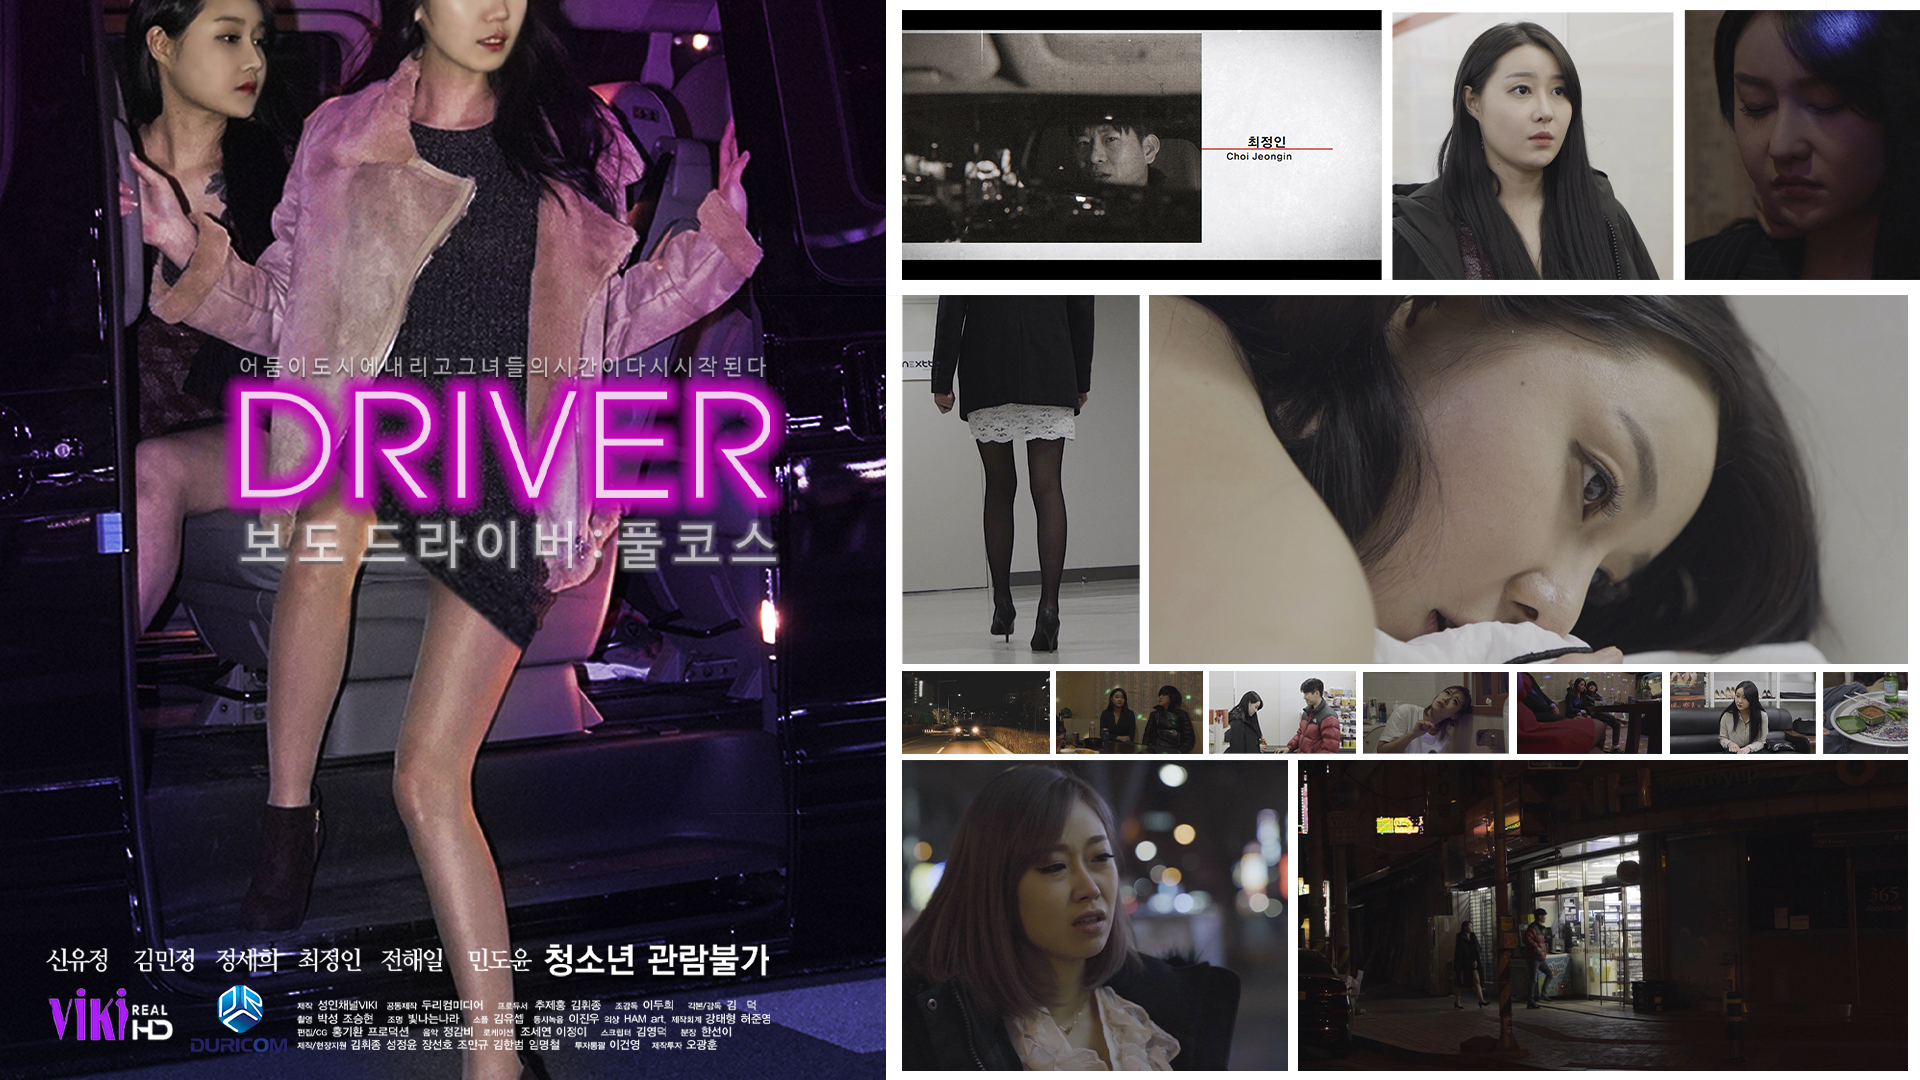 어둠이도시에내리고그녀들의시간이다시시작된다
DRIVER
보도드라이버:풀코스
신유정 김민정 정세희 최정인 전해일 민도윤 청소년 관람불가
VIKI REAL HD
DURICOM
제작 성인채널VIKI 공동제작 두리컴미디어 프로듀서 추제홍 김휘종 조감독 이두희 각본/감독 김 덕
촬영 박성 조승현 조명 빛나는나라 소품 김유셉 동시녹음 이진우 의상 HAM art. 제작회계 강태형 허준영
편집/CG 홍기환 프로덕션 음악 정감비 로케이션 조세연 이정이 스크립터 김영덕 분장 한선이
제작/현장지원 김휘종 성정윤 장선호 조만규 김한범 임명철 투자총괄 이건영 제작투자 오광훈
최정인
Choi Jeongin
365